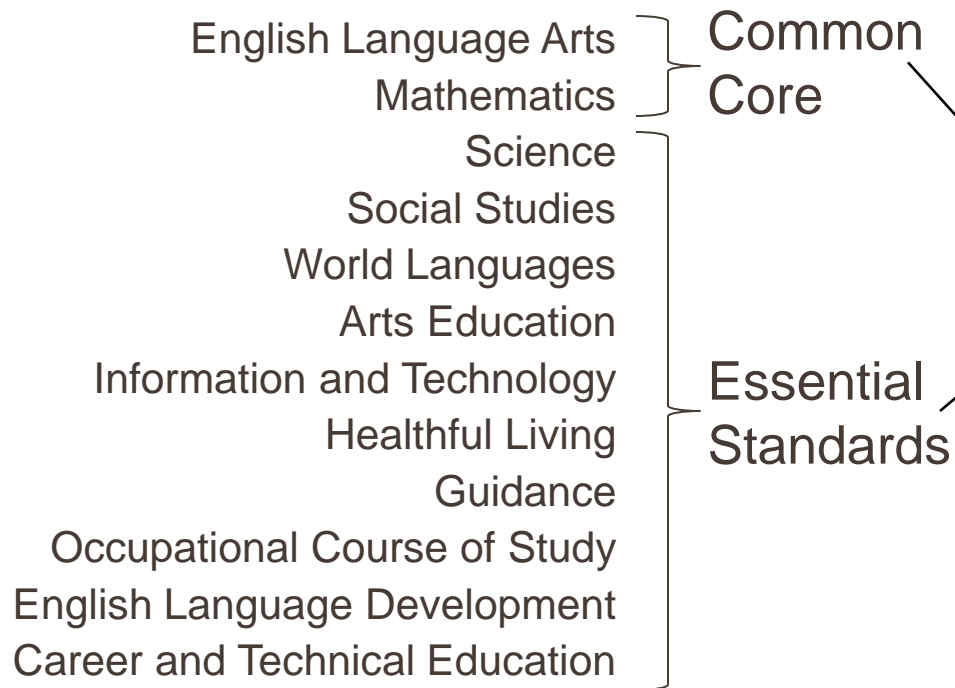 English Language Arts
Mathematics
Science
Social Studies
World Languages
Arts Education
Information and Technology
Healthful Living
Guidance
Occupational Course of Study
English Language Development
Career and Technical Education
Common
Core
Essential
Standards